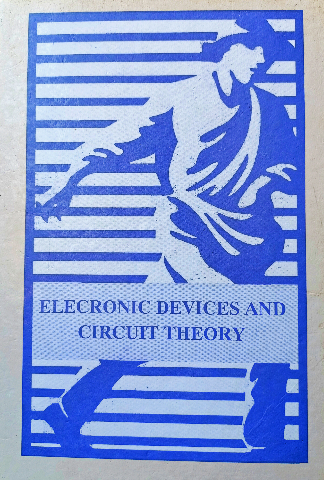 ELECRONIC DEVICES AND
CIRCUIT THEORY